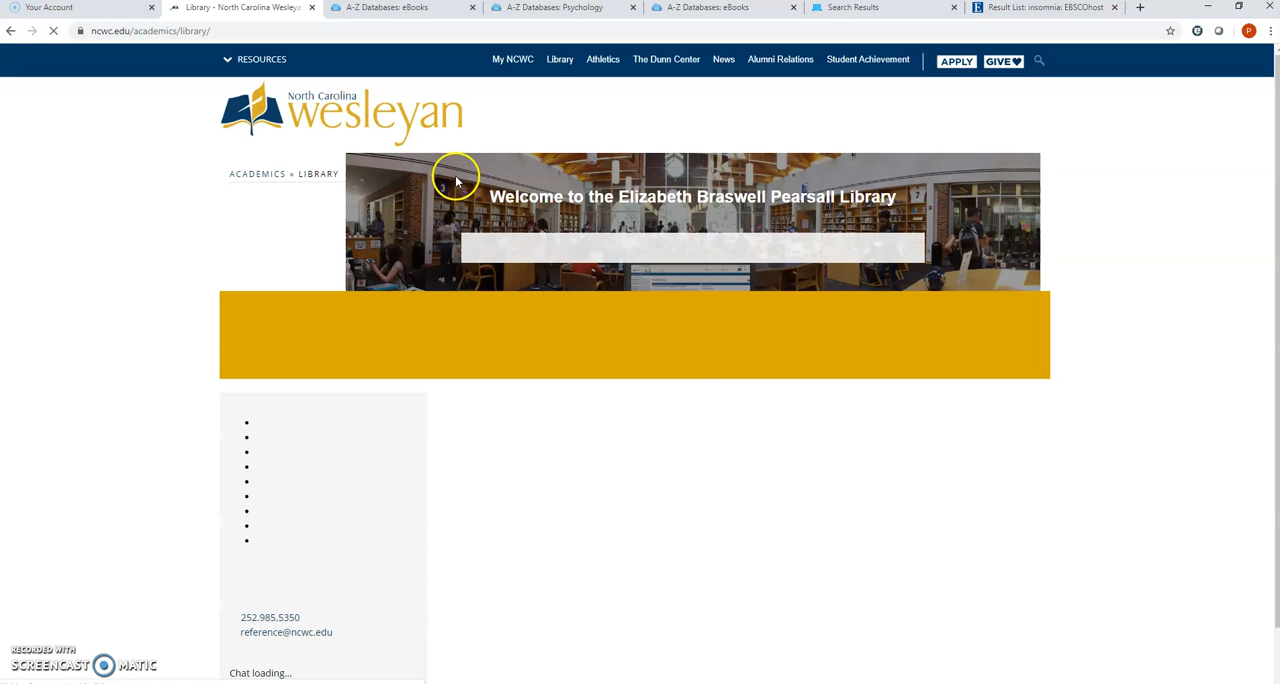 Your Account
Library - North Carolina Wesleya
A-Z Databases: eBooks
A-Z Databases: Psychology
A-Z Databases: eBooks
Search Results
Result List: insomnia: EBSCOhost
ncwc.edu/academics/library/
P
RESOURCES
My NCWC
Library
Athletics
The Dunn Center
News
Alumni Relations
Student Achievement
APPLY
GIVE
North Carolina
wesleyan
ACADEMICS » LIBRARY
3
7
Welcome to the Elizabeth Braswell Pearsall Library
252.985.5350
reference@ncwc.edu
Chat loading...
RECORDED WITH
SCREENCAST MATIC